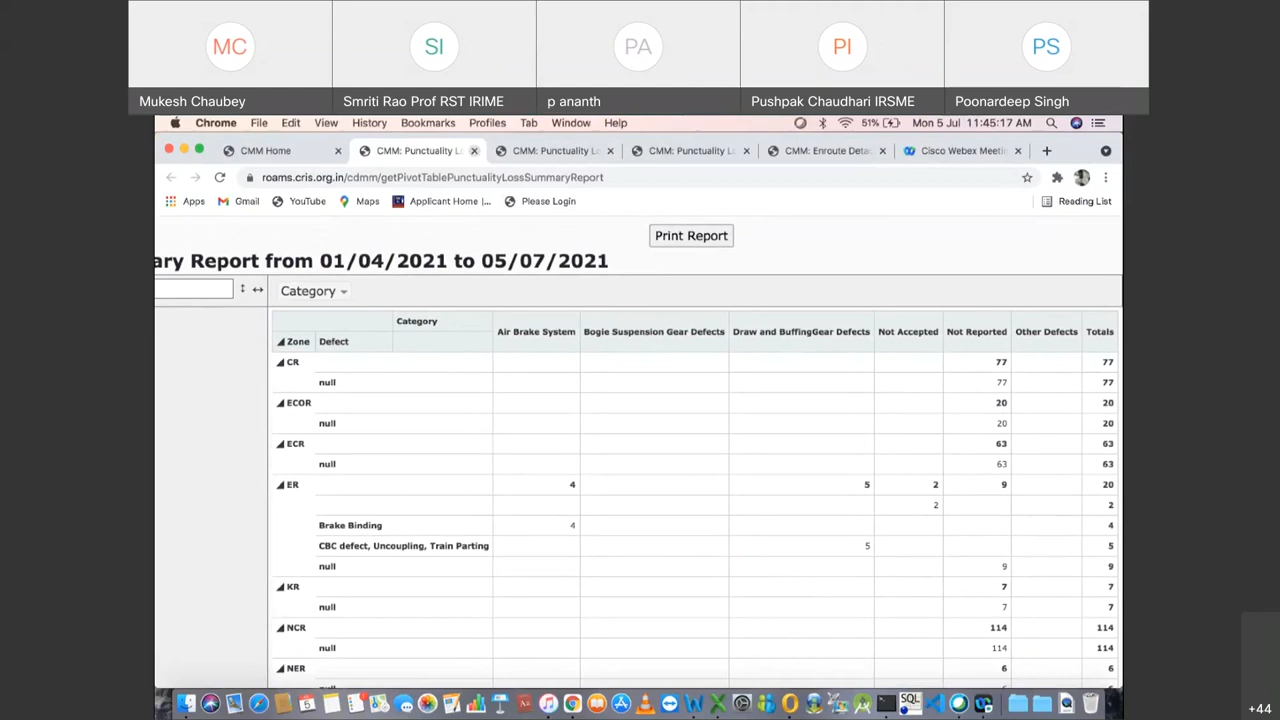 MC SI PA PI PS
Mukesh Chaubey Smriti Rao Prof RST IRIME p ananth Pushpak Chaudhari IRSME Poonardeep Singh
Chrome File Edit View History Bookmarks Profiles Tab Window Help 51% Mon 5 Jul 11:45:17 AM
CMM Home CMM: Punctuality Lo CMM: Punctuality Lo CMM: Punctuality Lo CMM: Enroute Detac Cisco Webex Meetin
roams.cris.org.in/cdmm/getPivotTablePunctualityLossSummaryReport
Apps Gmail YouTube Maps Applicant Home |... Please Login Reading List
Print Report
ary Report from 01/04/2021 to 05/07/2021
Category
Category Air Brake System Bogie Suspension Gear Defects Draw and BuffingGear Defects Not Accepted Not Reported Other Defects Totals
Zone Defect
CR 77 77
null 77 77
ECOR 20 20
null 20 20
ECR 63 63
null 63 63
ER 4 5 2 9 20
2 2
Brake Binding 4 4
CBC defect, Uncoupling, Train Parting 5 5
null 9 9
KR 7 7
null 7 7
NCR 114 114
null 114 114
NER 6 6
SQL
+44